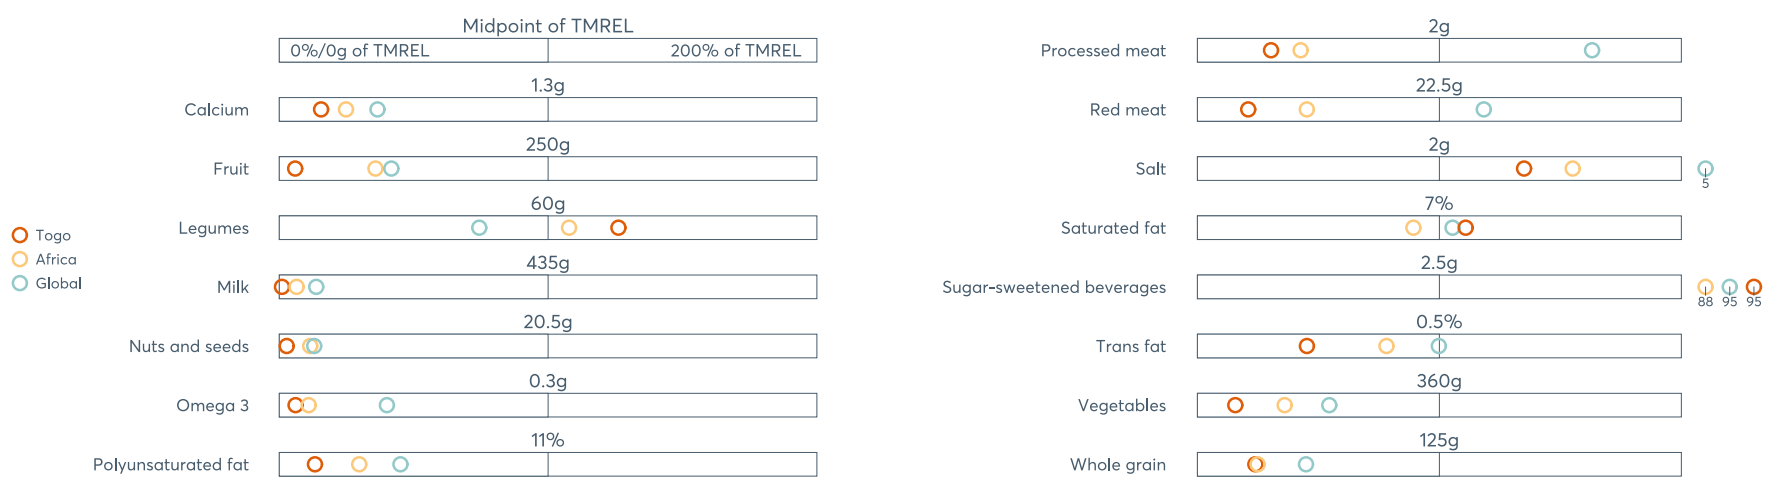 Midpoint of TMREL
0%/0g of TMREL 200% of TMREL
1.3g
Calcium
250g
Fruit
60g
Legumes
435g
Milk
20.5g
Nuts and seeds
0.3g
Omega 3
11%
Polyunsaturated fat
Togo
Africa
Global
2g
Processed meat
22.5g
Red meat
2g
Salt
5
7%
Saturated fat
2.5g
Sugar-sweetened beverages
88 95 95
0.5%
Trans fat
360g
Vegetables
125g
Whole grain